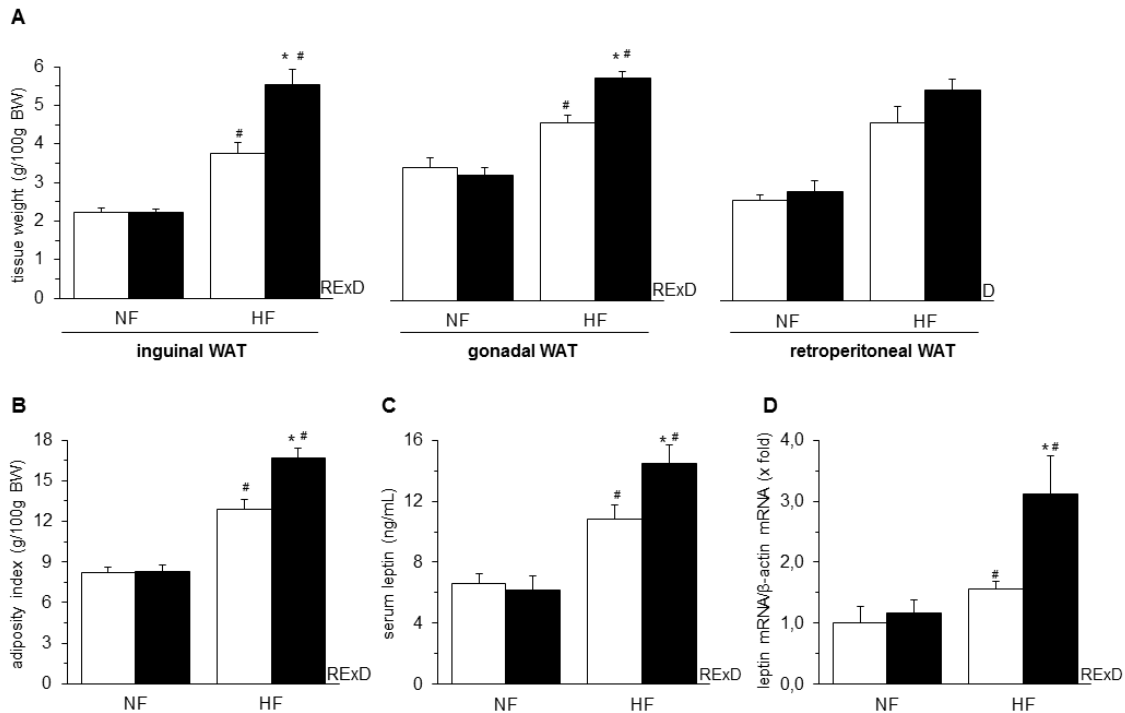 A
tissue weight (g/100g BW)
6
5
4
3
2
1
0
# * #
# * #
NF HF RExD
NF HF RExD
NF HF D
inguinal WAT
gonadal WAT
retroperitoneal WAT
B
adiposity index (g/100g BW)
18
15
12
9
6
3
0
# * #
NF HF RExD
C
serum leptin (ng/mL)
16
12
8
4
0
# * #
NF HF RExD
D
leptin mRNA/β-actin mRNA (x fold)
4,0
3,0
2,0
1,0
0,0
# * #
NF HF RExD